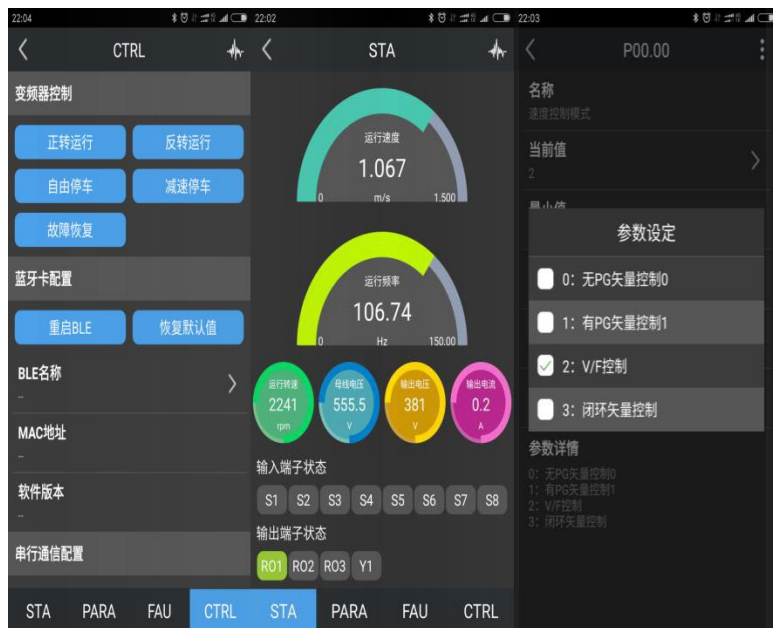 22:04
CTRL
变频器控制
正转运行
反转运行
自由停车
减速停车
故障恢复
蓝牙卡配置
重启BLE
恢复默认值
BLE名称
--
MAC地址
--
软件版本
--
串行通信配置
STA PARA FAU CTRL
22:02
STA
运行速度
1.067
0 m/s 1.500
运行频率
106.74
0 Hz 150.00
运行转速
2241
rpm
母线电压
555.5
V
输出电压
381
V
输出电流
0.2
A
输入端子状态
S1 S2 S3 S4 S5 S6 S7 S8
输出端子状态
RO1 RO2 RO3 Y1
STA PARA FAU CTRL
22:03
P00.00
名称
速度控制模式
当前值
2
最小值
参数设定
0：无PG矢量控制0
1：有PG矢量控制1
2：V/F控制
3：闭环矢量控制
参数详情
0：无PG矢量控制0
1：有PG矢量控制1
2：V/F控制
3：闭环矢量控制